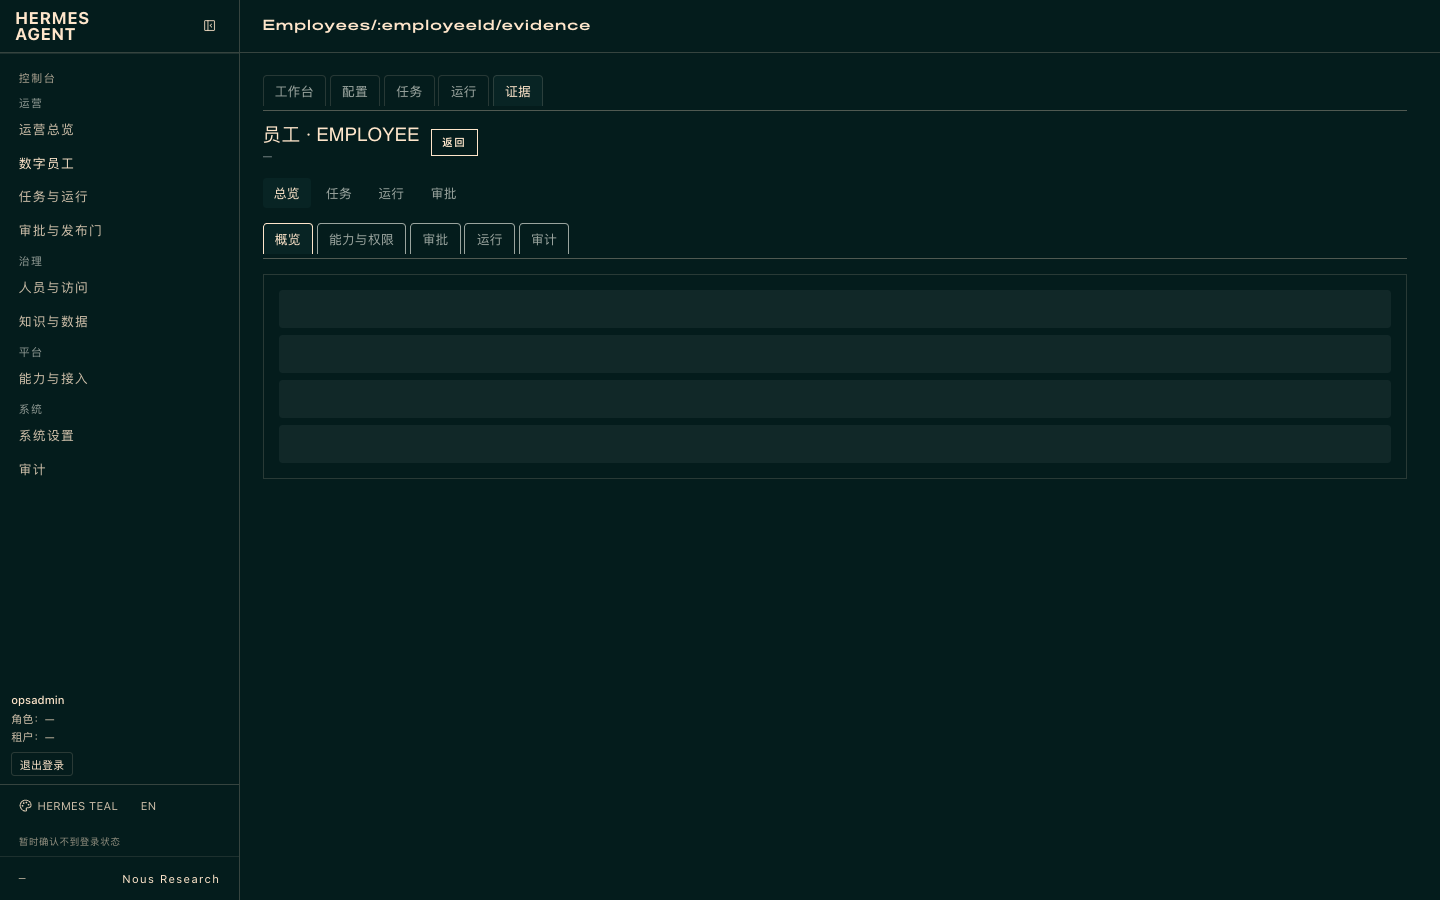 HERMES
AGENT
Employees/:employeeId/evidence
控制台
运营
运营总览
数字员工
任务与运行
审批与发布门
治理
人员与访问
知识与数据
平台
能力与接入
系统
系统设置
审计
opsadmin
角色: —
租户: —
退出登录
HERMES TEAL EN
暂时确认不到登录状态
— Nous Research
工作台 配置 任务 运行 证据
员工 · EMPLOYEE 返回
—
总览 任务 运行 审批
概览 能力与权限 审批 运行 审计